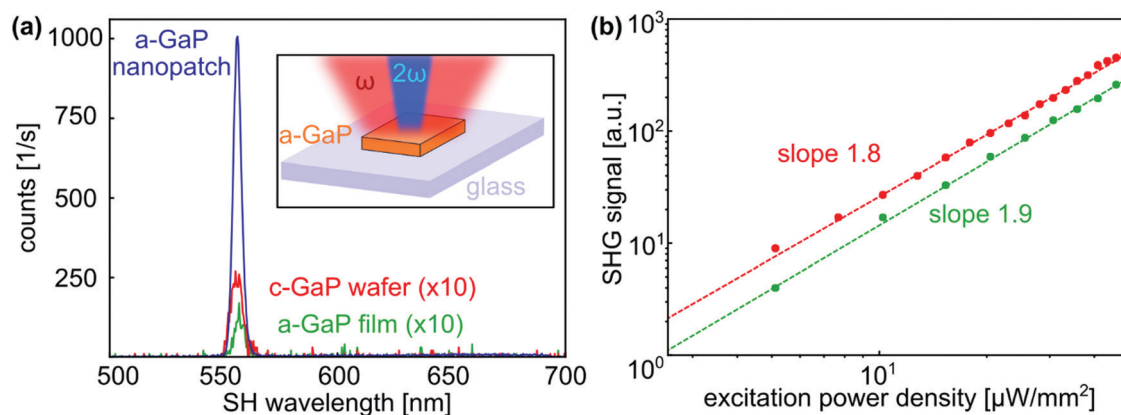 (a)
1000
750
500
250
counts [1/s]
a-GaP
nanopatch
ω
2ω
a-GaP
glass
c-GaP wafer (x10)
a-GaP film (x10)
500
550
600
650
700
SH wavelength [nm]
(b)
10³
10²
10¹
10⁰
SHG signal [a.u.]
slope 1.8
slope 1.9
10¹
excitation power density [µW/mm²]